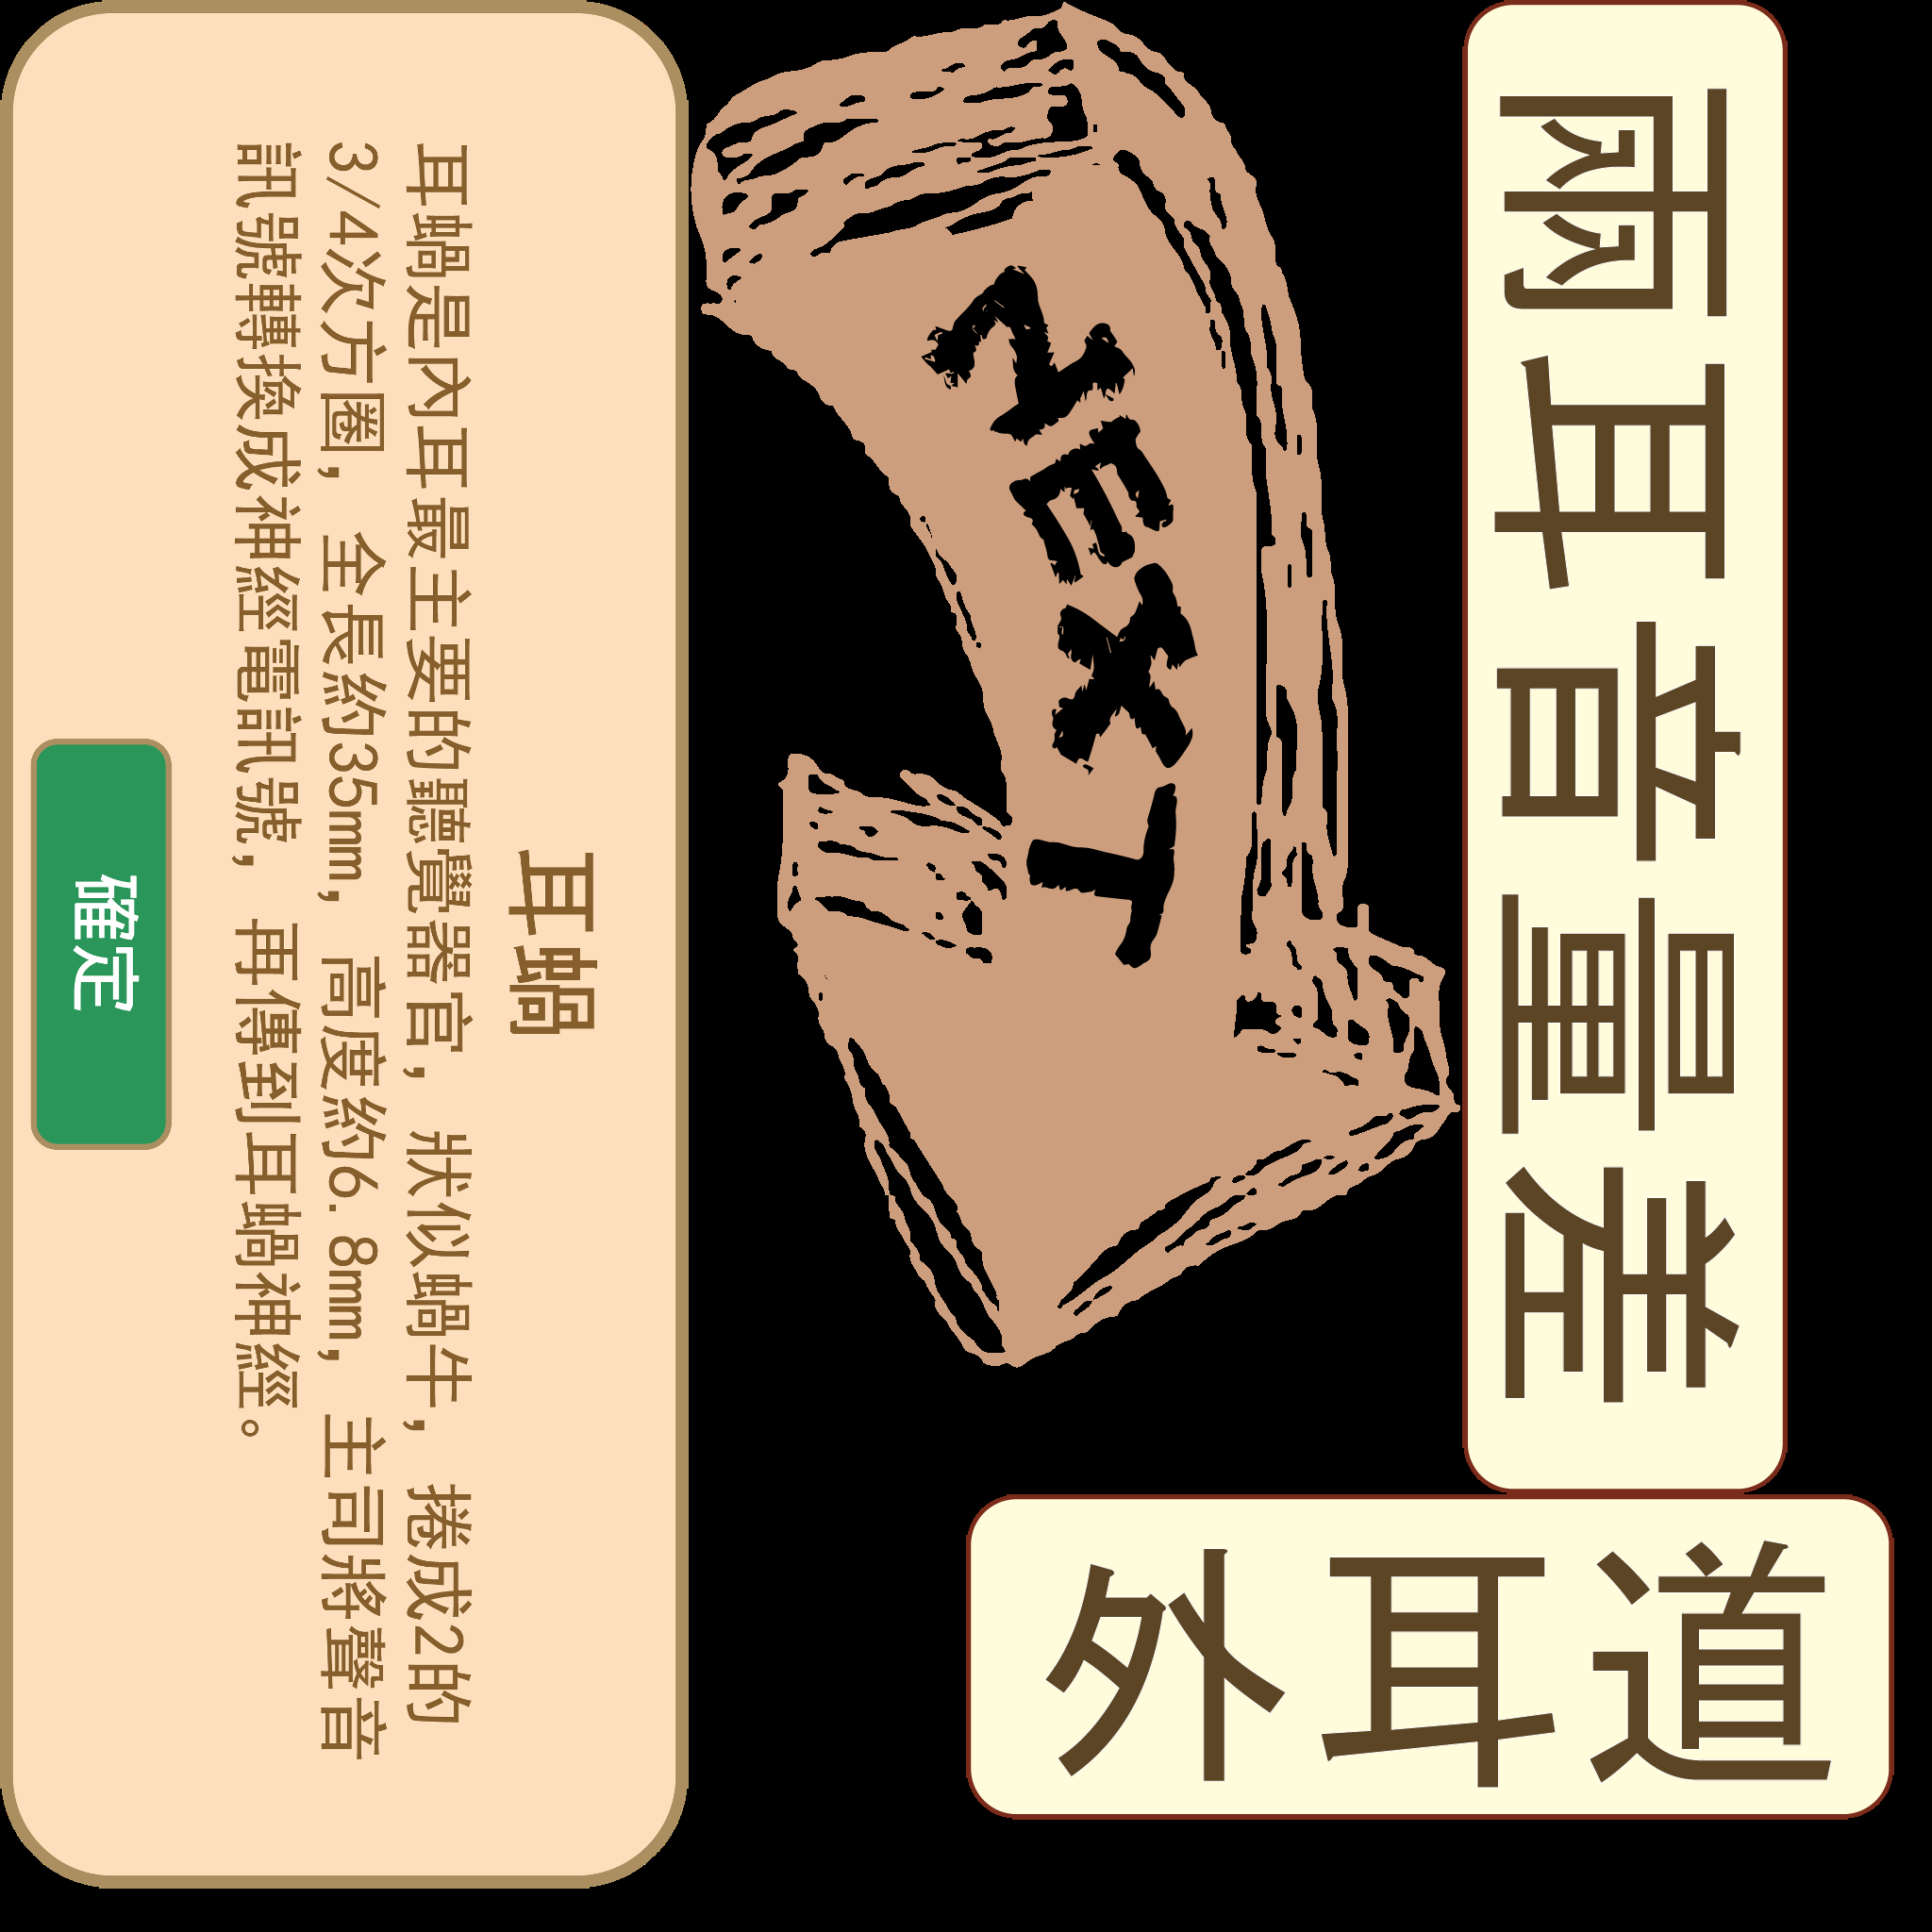 耳蝸
耳蝸是內耳最主要的聽覺器官，狀似蝸牛，捲成2的
3/4次方圈，全長約35mm，高度約6.8mm，主司將聲音
訊號轉換成神經電訊號，再傳到耳蝸神經。
確定
NEXT
兩耳音量差
外耳道